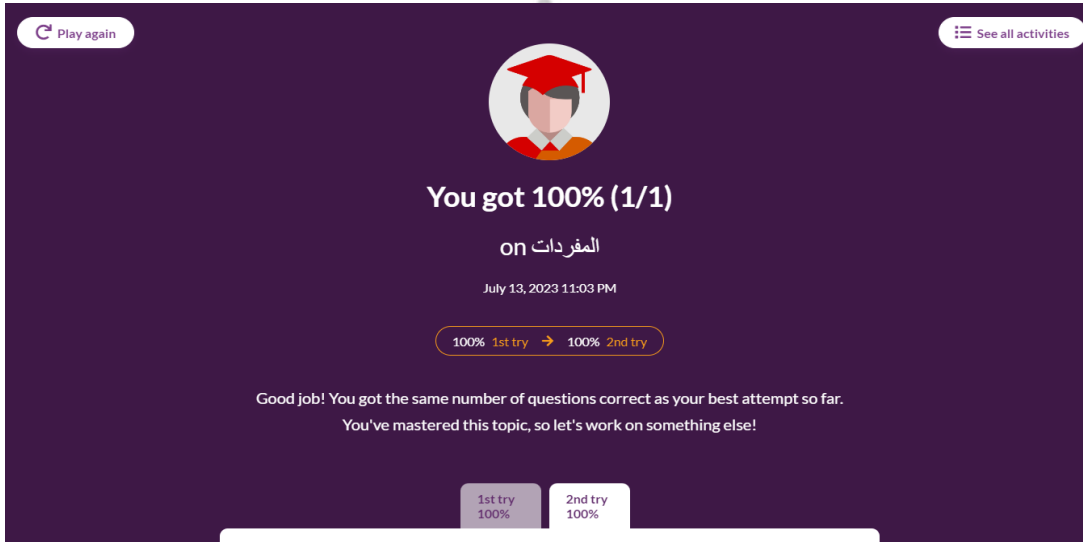 Play again
See all activities
You got 100% (1/1)
on المفردات
July 13, 2023 11:03 PM
100% 1st try → 100% 2nd try
Good job! You got the same number of questions correct as your best attempt so far.
You've mastered this topic, so let's work on something else!
1st try
100%
2nd try
100%